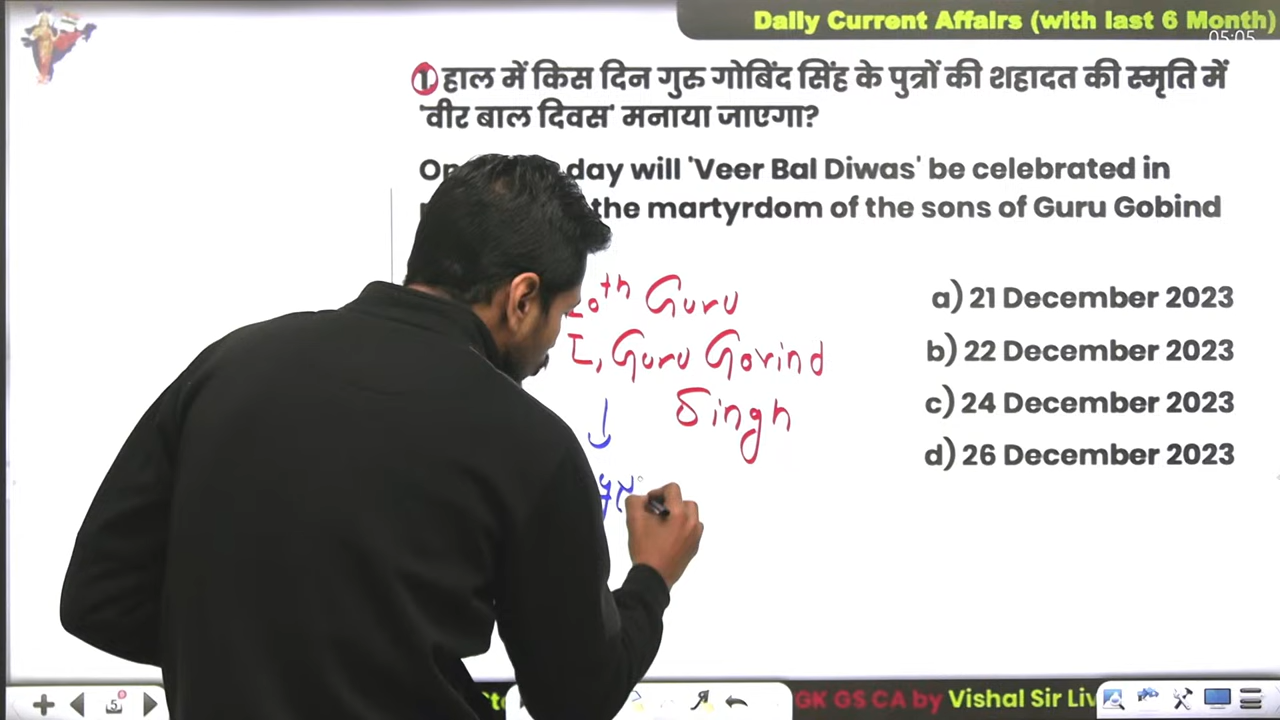 Daily Current Affairs (with last 6 Month)
05:05
1. हाल में किस दिन गुरु गोबिंद सिंह के पुत्रों की शहादत की स्मृति में
'वीर बाल दिवस' मनाया जाएगा?
day will 'Veer Bal Diwas' be celebrated in
the martyrdom of the sons of Guru Gobind
10th Guru
Guru Govind
Singh
a) 21 December 2023
b) 22 December 2023
c) 24 December 2023
d) 26 December 2023
5
GK GS CA by Vishal Sir